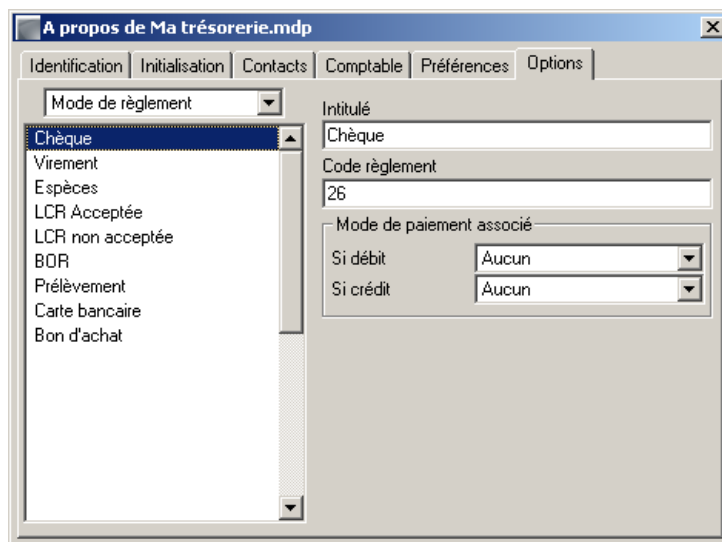 A propos de Ma trésorerie.mdp
Identification Initialisation Contacts Comptable Préférences Options
Mode de règlement
Chèque
Virement
Espèces
LCR Acceptée
LCR non acceptée
BOR
Prélèvement
Carte bancaire
Bon d'achat
Intitulé
Chèque
Code règlement
26
Mode de paiement associé
Si débit Aucun
Si crédit Aucun